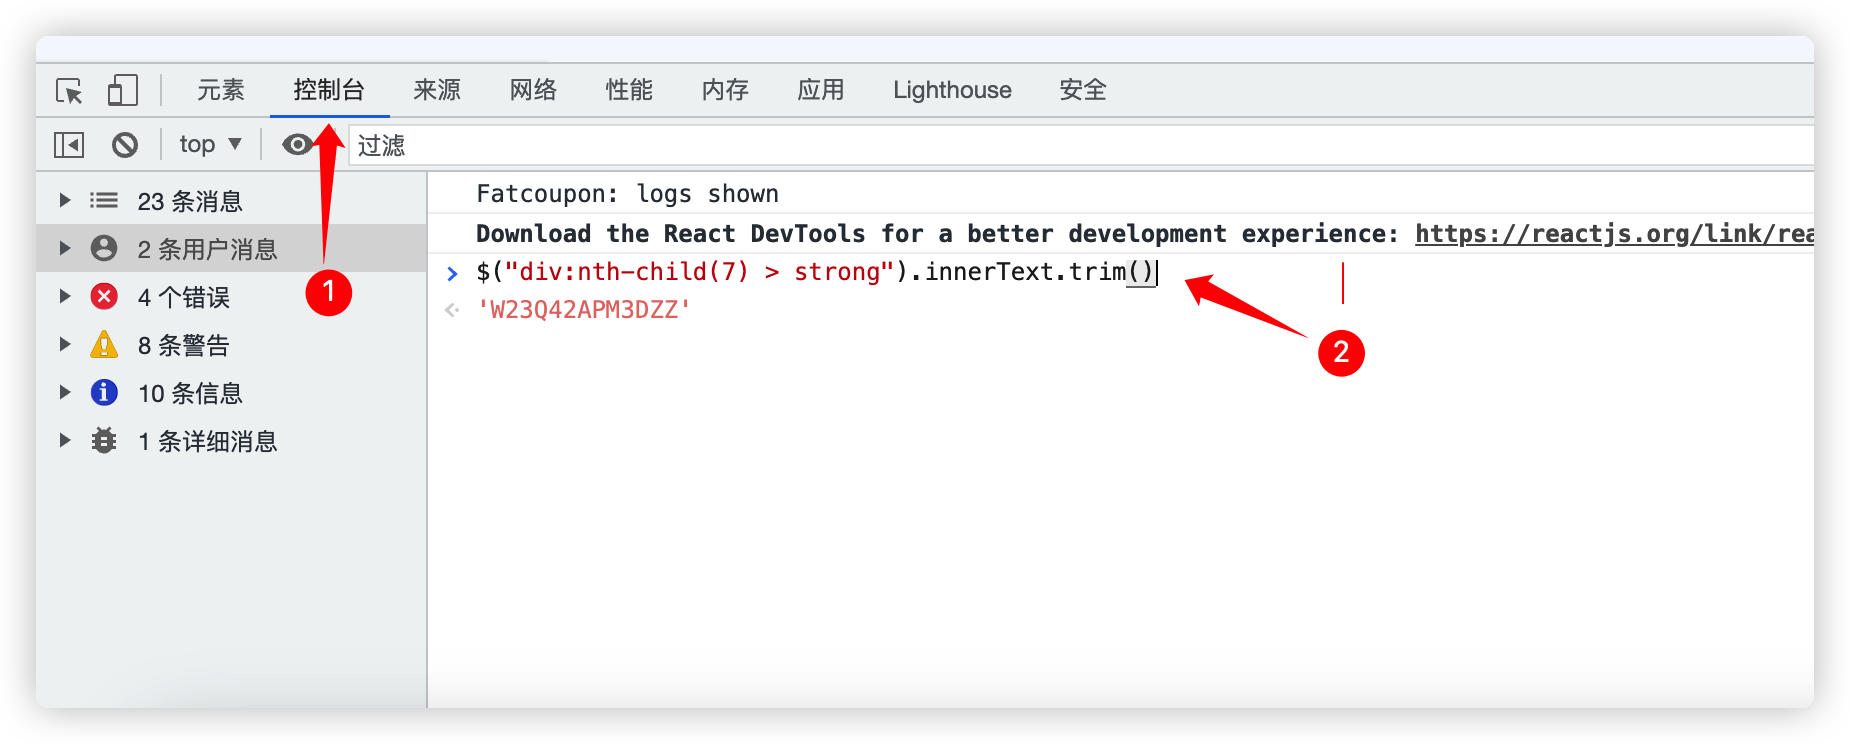 元素 控制台 来源 网络 性能 内存 应用 Lighthouse 安全
top ▼ 过滤
23 条消息
2 条用户消息
4 个错误
8 条警告
10 条信息
1 条详细消息
Fatcoupon: logs shown
Download the React DevTools for a better development experience: https://reactjs.org/link/rea
> $("div:nth-child(7) > strong").innerText.trim()
'W23Q42APM3DZZ'
1
2